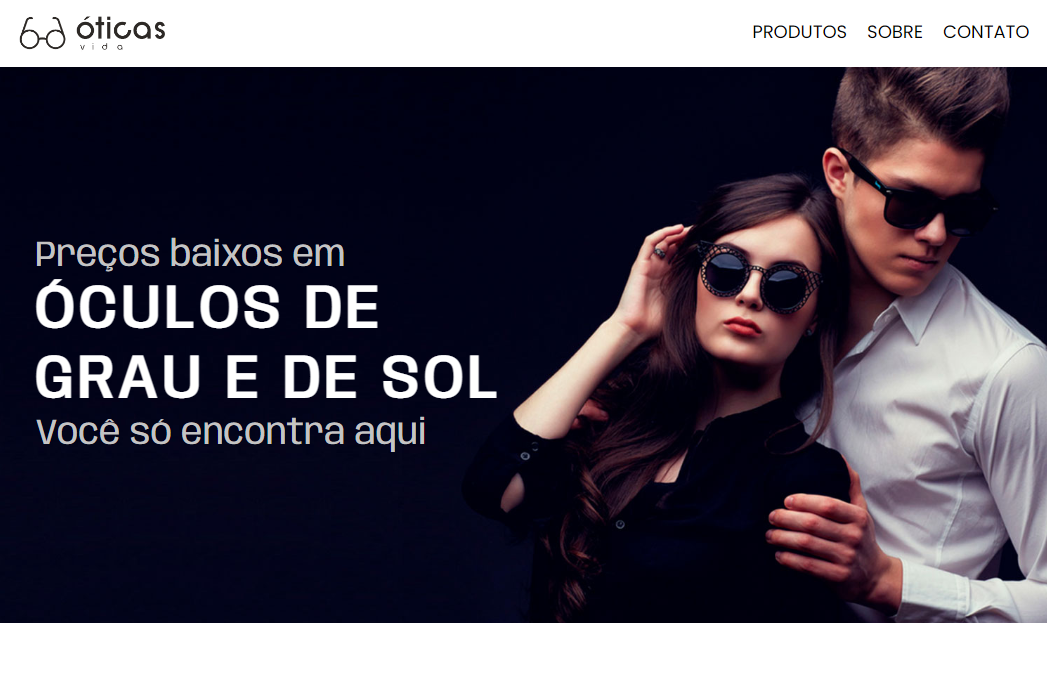 óticas
vida
PRODUTOS SOBRE CONTATO
Preços baixos em
ÓCULOS DE
GRAU E DE SOL
Você só encontra aqui